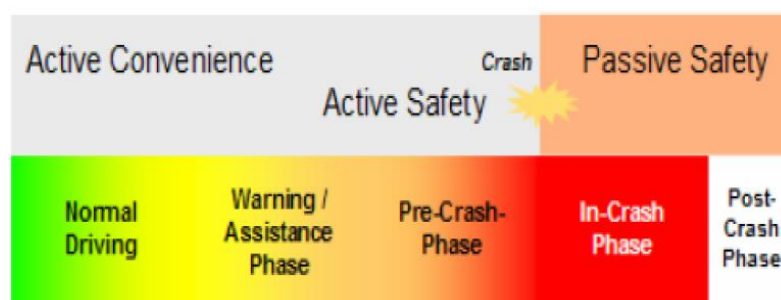 Active Convenience
Crash
Passive Safety
Active Safety
Normal
Driving
Warning /
Assistance
Phase
Pre-Crash-
Phase
In-Crash
Phase
Post-
Crash
Phase